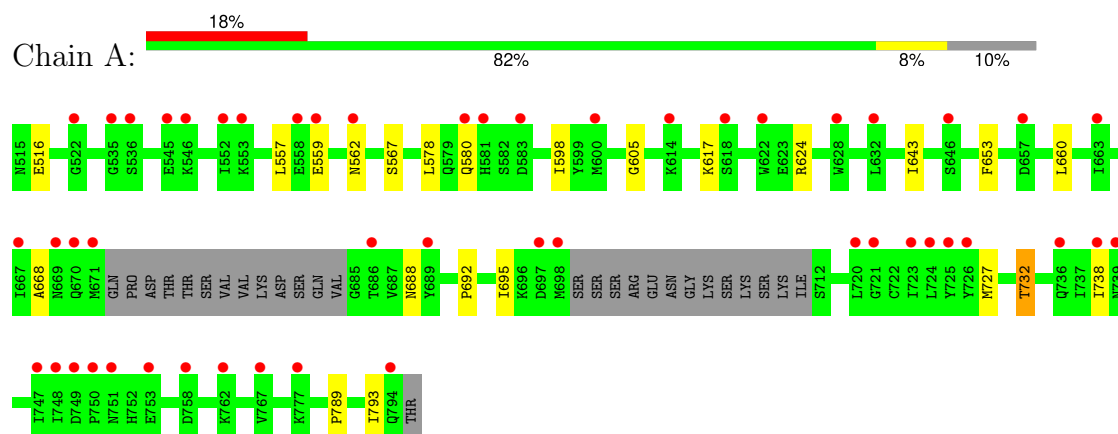 18%
Chain A:
82% 8% 10%
N515 E516 G522 G535 S536 E545 K546 I552 K553 L557 E558 E559 N562 S567 L578 Q579 Q580 H581 S582 D583 I598 Y599 M600 G605 K614 K617 S618 W622 E623 R624 W628 L632 I643 S646 F653 D657 L660 I663
I667 A668 N669 Q670 M671 GLN PRO ASP THR THR SER VAL VAL LYS ASP SER GLN VAL G685 T686 V687 N688 Y689 P692 I695 K696 D697 M698 SER SER SER ARG GLU ASN GLY LYS SER LYS SER LYS ILE S712 L720 G721 C722 I723 L724 Y725 Y726 M727 T732 Q736 I737 I738 N739
I747 I748 D749 P750 N751 H752 E753 D758 K762 V767 K777 P789 I793 Q794 THR